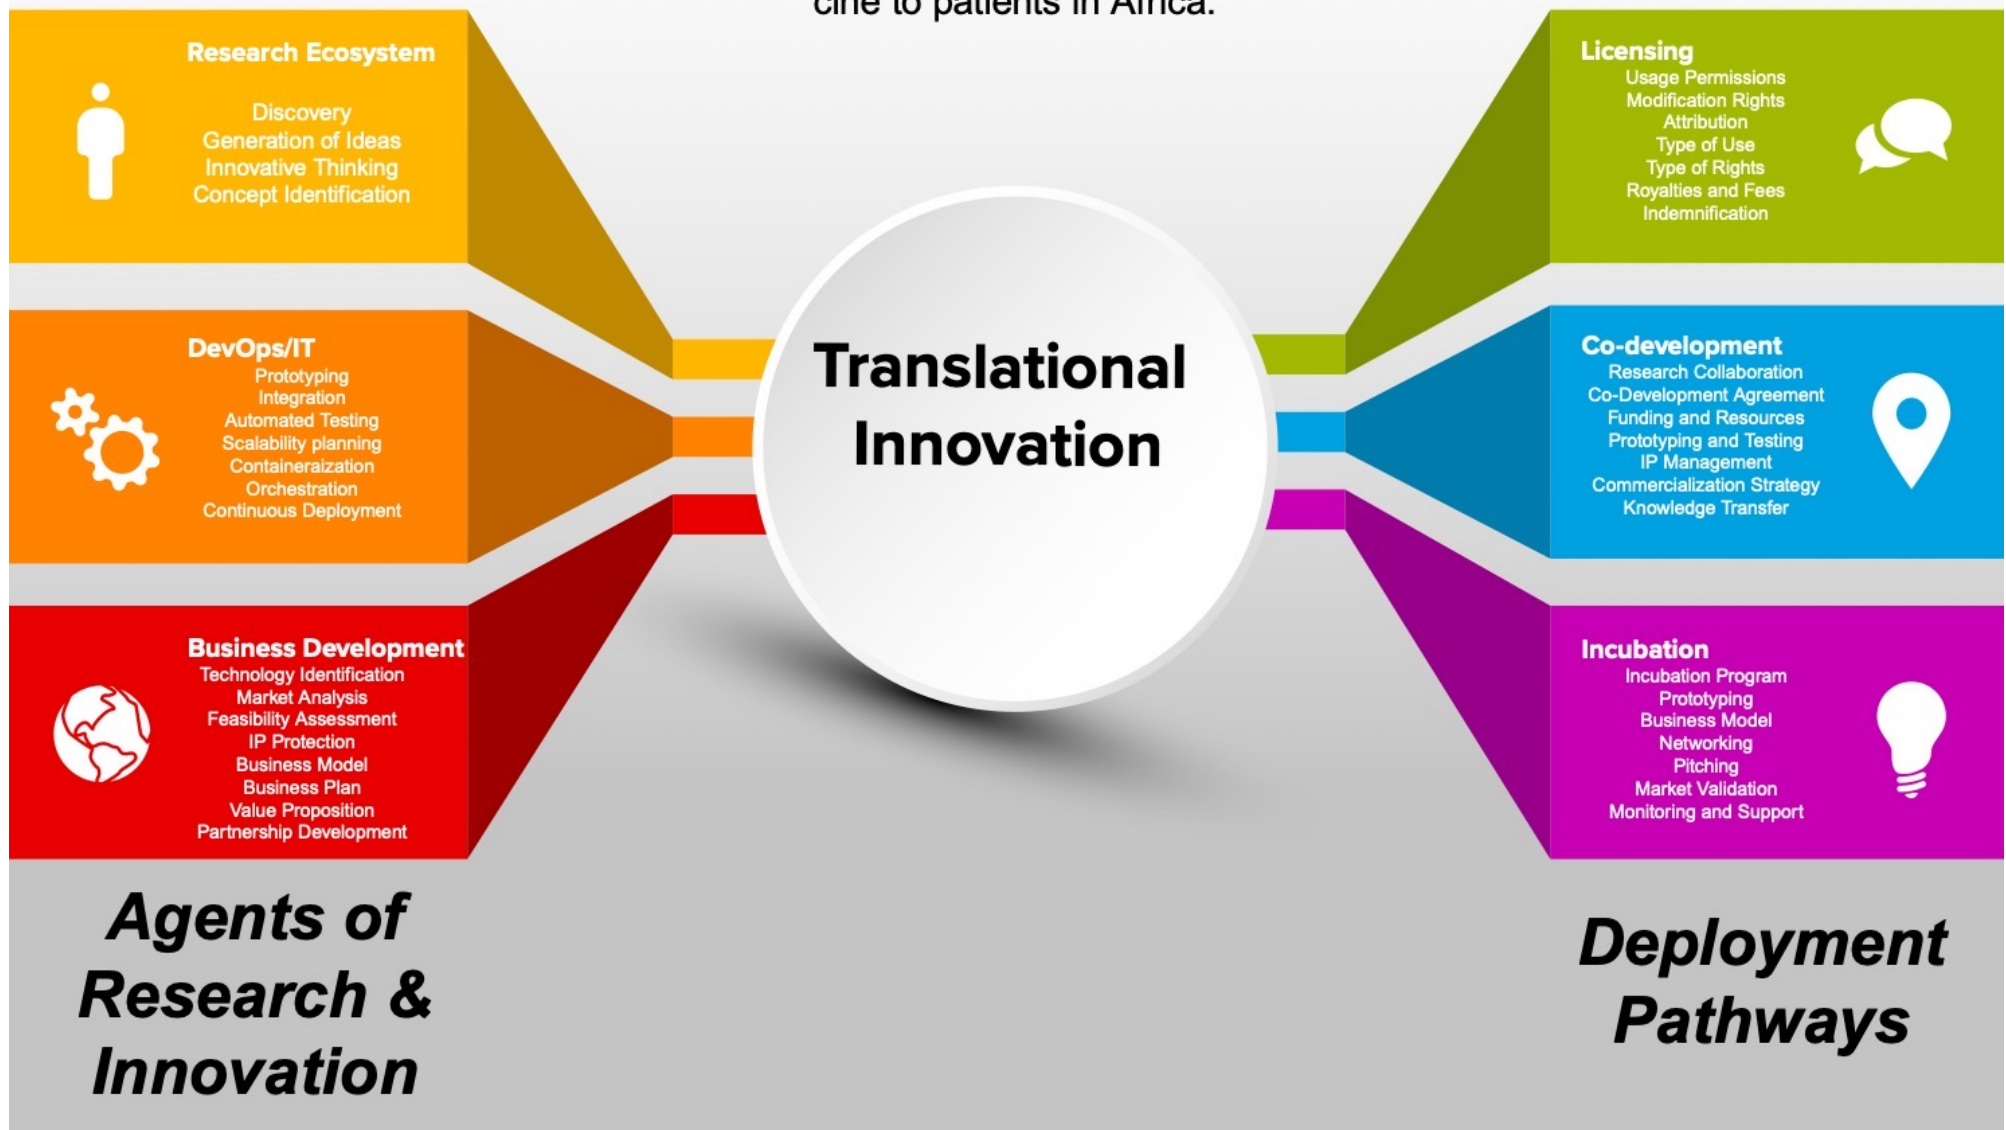 cine to patients in Africa.
Research Ecosystem
Discovery
Generation of Ideas
Innovative Thinking
Concept Identification
DevOps/IT
Prototyping
Integration
Automated Testing
Scalability planning
Containeraization
Orchestration
Continuous Deployment
Business Development
Technology Identification
Market Analysis
Feasibility Assessment
IP Protection
Business Model
Business Plan
Value Proposition
Partnership Development
Agents of
Research &
Innovation
Translational
Innovation
Licensing
Usage Permissions
Modification Rights
Attribution
Type of Use
Type of Rights
Royalties and Fees
Indemnification
Co-development
Research Collaboration
Co-Development Agreement
Funding and Resources
Prototyping and Testing
IP Management
Commercialization Strategy
Knowledge Transfer
Incubation
Incubation Program
Prototyping
Business Model
Networking
Pitching
Market Validation
Monitoring and Support
Deployment
Pathways